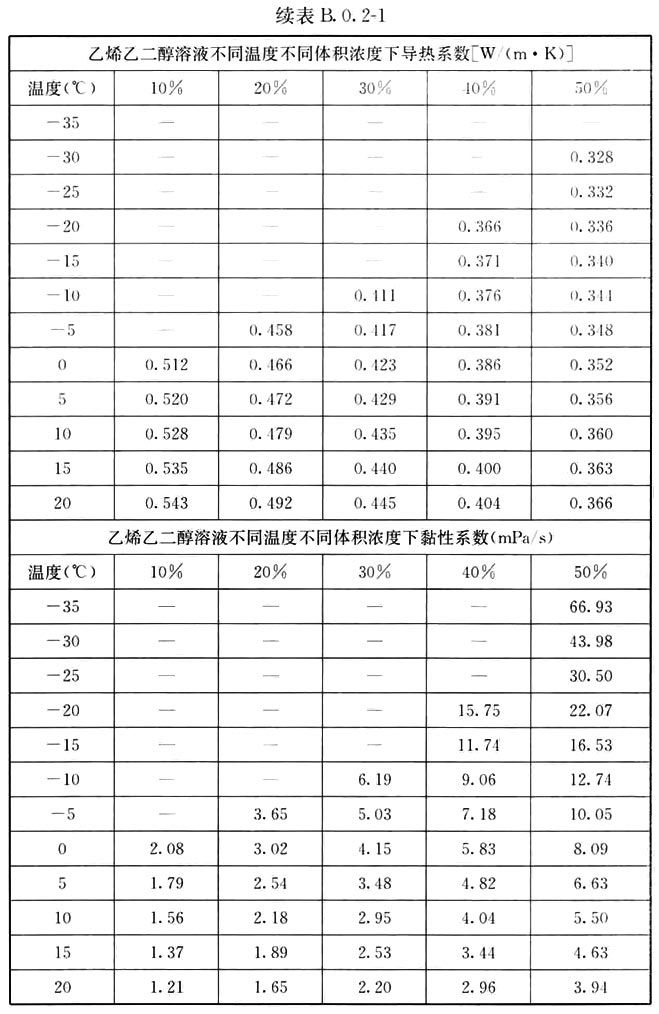 续表 B.0.2-1
乙烯乙二醇溶液不同温度不同体积浓度下导热系数[W/(m·K)]
温度(℃) 10% 20% 30% 40% 50%
-35 — — — — —
-30 — — — — 0.328
-25 — — — — 0.332
-20 — — — 0.366 0.336
-15 — — — 0.371 0.340
-10 — — 0.411 0.376 0.344
-5 — 0.458 0.417 0.381 0.348
0 0.512 0.466 0.423 0.386 0.352
5 0.520 0.472 0.429 0.391 0.356
10 0.528 0.479 0.435 0.395 0.360
15 0.535 0.486 0.440 0.400 0.363
20 0.543 0.492 0.445 0.404 0.366
乙烯乙二醇溶液不同温度不同体积浓度下黏性系数(mPa/s)
温度(℃) 10% 20% 30% 40% 50%
-35 — — — — 66.93
-30 — — — — 43.98
-25 — — — — 30.50
-20 — — — 15.75 22.07
-15 — — — 11.74 16.53
-10 — — 6.19 9.06 12.74
-5 — 3.65 5.03 7.18 10.05
0 2.08 3.02 4.15 5.83 8.09
5 1.79 2.54 3.48 4.82 6.63
10 1.56 2.18 2.95 4.04 5.50
15 1.37 1.89 2.53 3.44 4.63
20 1.21 1.65 2.20 2.96 3.94